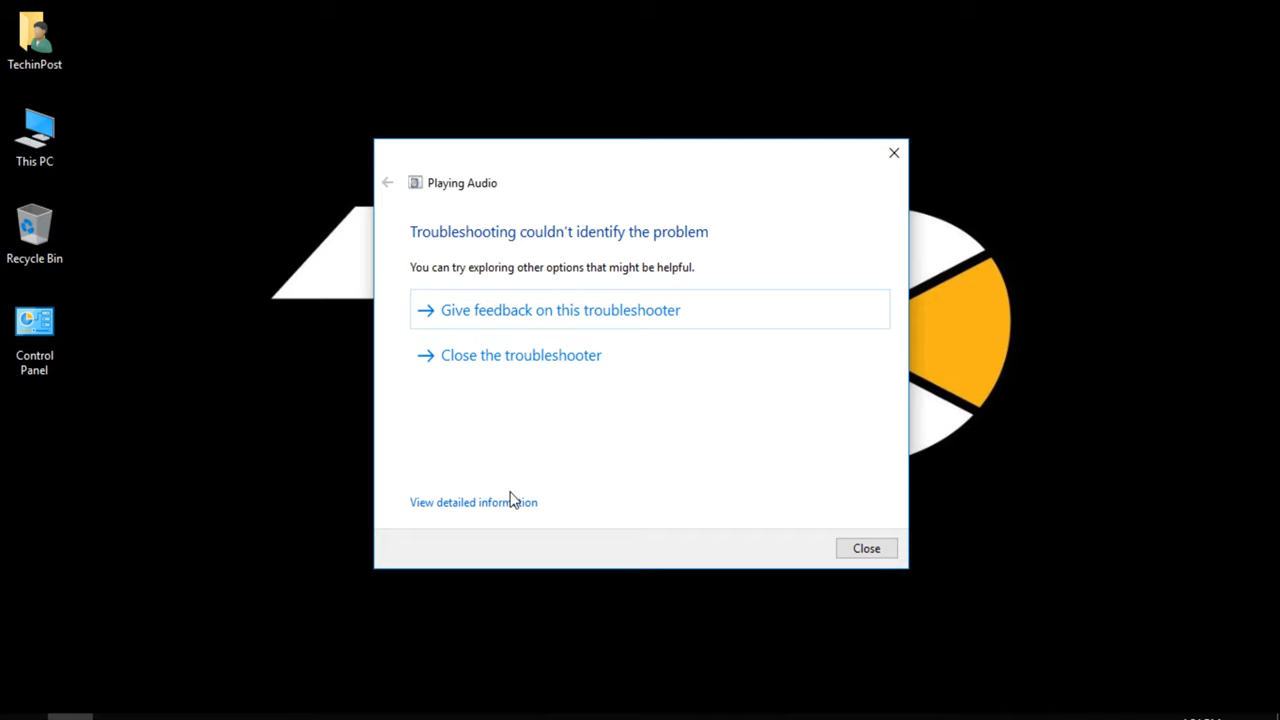 TechinPost
This PC
Recycle Bin
Control
Panel
Playing Audio
Troubleshooting couldn't identify the problem
You can try exploring other options that might be helpful.
Give feedback on this troubleshooter
Close the troubleshooter
View detailed information
Close